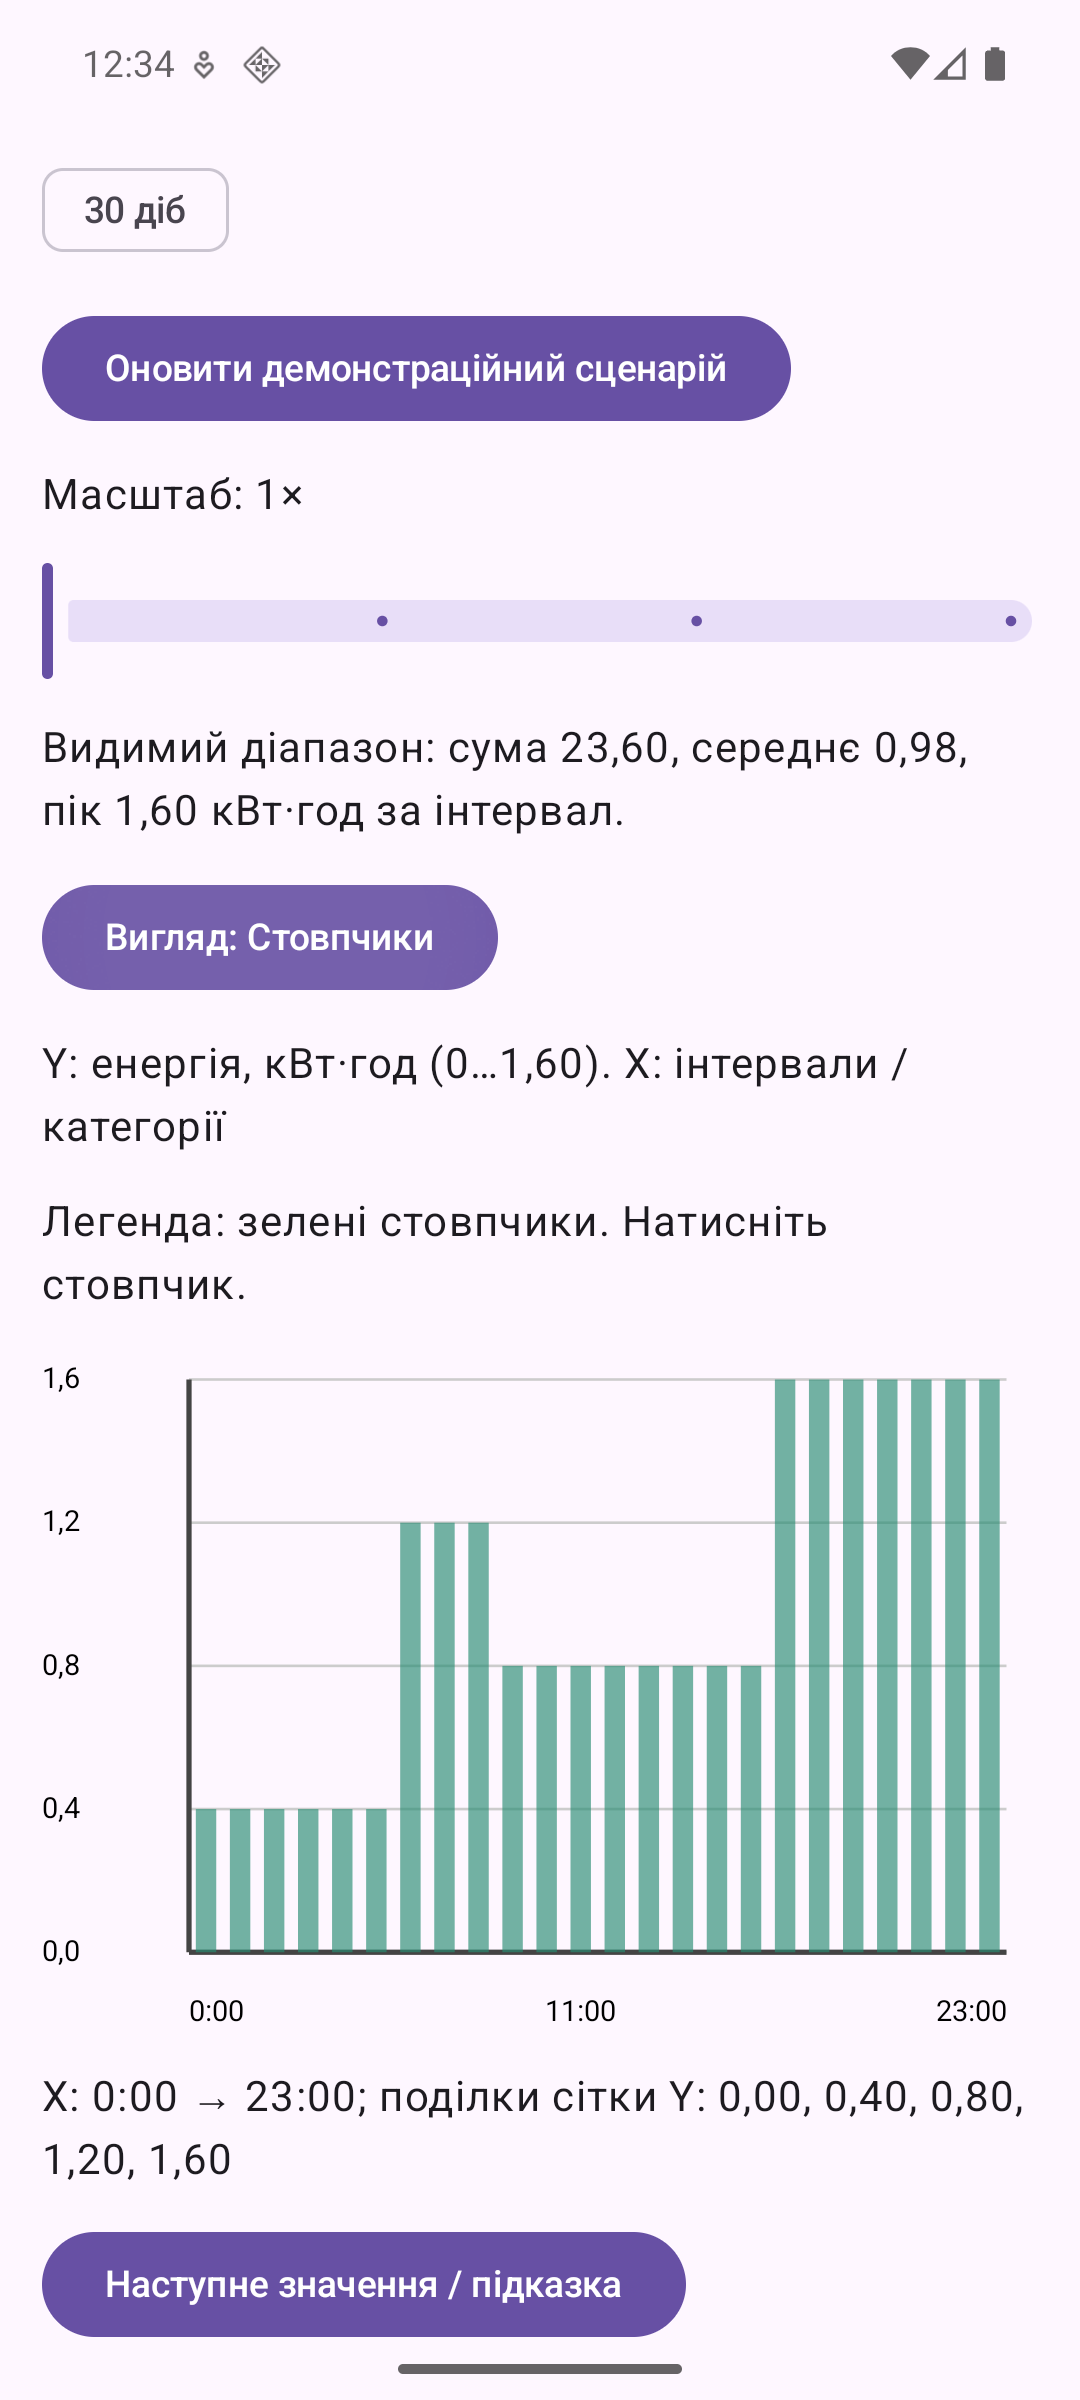 12:34
30 діб
Оновити демонстраційний сценарій
Масштаб: 1×
Видимий діапазон: сума 23,60, середнє 0,98,
пік 1,60 кВт·год за інтервал.
Вигляд: Стовпчики
Y: енергія, кВт·год (0…1,60). X: інтервали /
категорії
Легенда: зелені стовпчики. Натисніть
стовпчик.
1,6
1,2
0,8
0,4
0,0
0:00 11:00 23:00
X: 0:00 → 23:00; поділки сітки Y: 0,00, 0,40, 0,80,
1,20, 1,60
Наступне значення / підказка